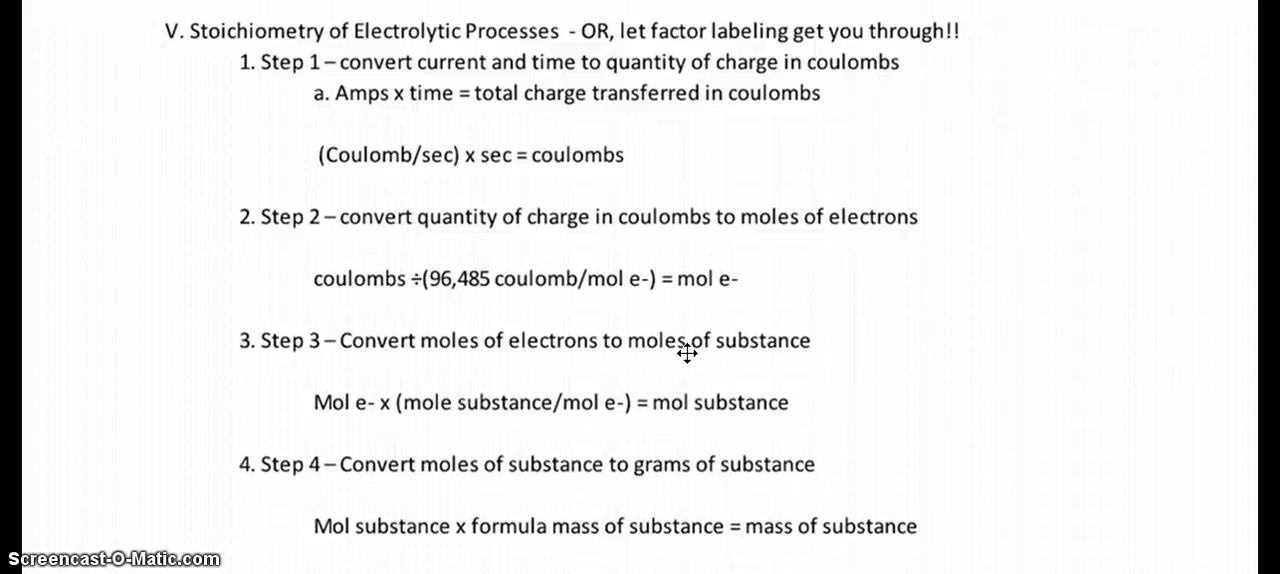 V. Stoichiometry of Electrolytic Processes - OR, let factor labeling get you through!!
1. Step 1 – convert current and time to quantity of charge in coulombs
a. Amps x time = total charge transferred in coulombs
(Coulomb/sec) x sec = coulombs
2. Step 2 – convert quantity of charge in coulombs to moles of electrons
coulombs ÷(96,485 coulomb/mol e-) = mol e-
3. Step 3 – Convert moles of electrons to moles of substance
Mol e- x (mole substance/mol e-) = mol substance
4. Step 4 – Convert moles of substance to grams of substance
Mol substance x formula mass of substance = mass of substance
Screencast-O-Matic.com